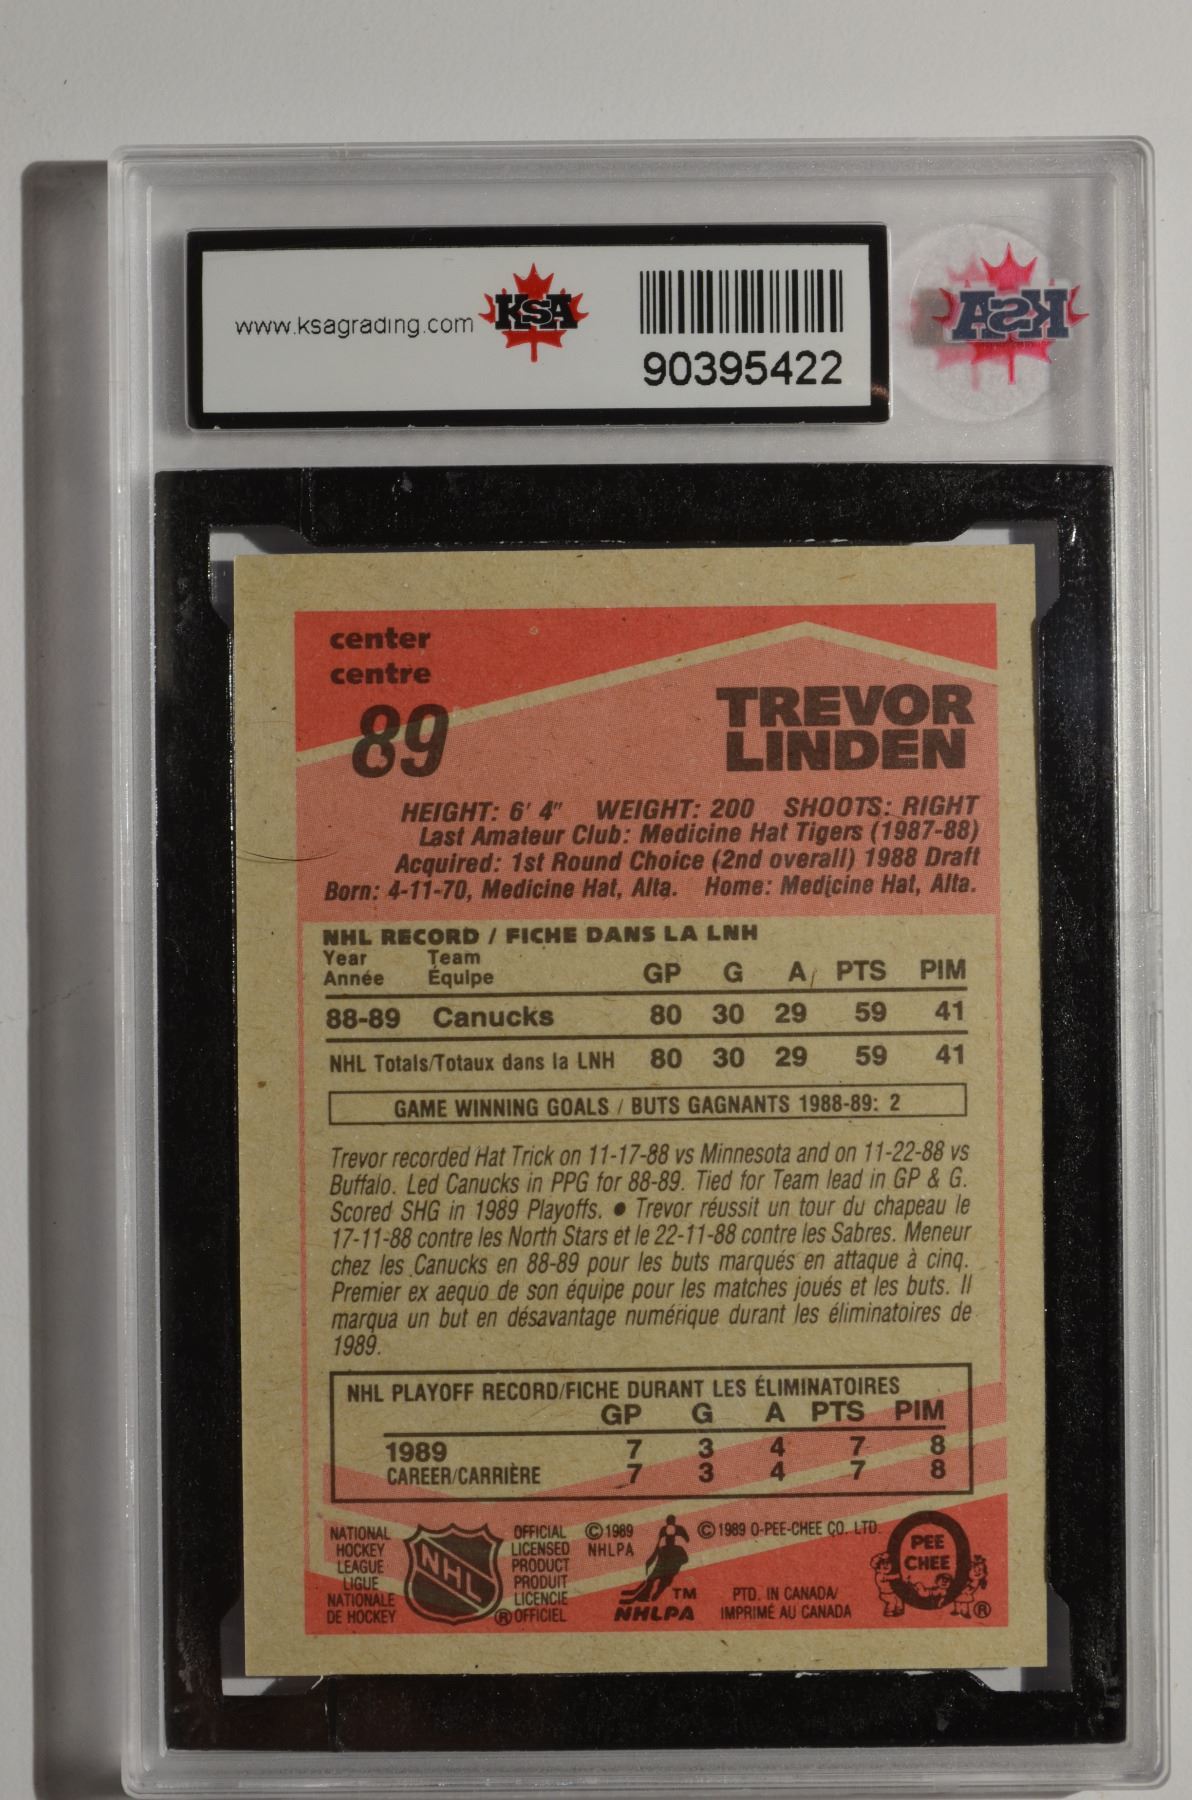 www.ksagrading.com
KSA
90395422
KSA
center
centre
89
TREVOR
LINDEN
HEIGHT: 6' 4" WEIGHT: 200 SHOOTS: RIGHT
Last Amateur Club: Medicine Hat Tigers (1987-88)
Acquired: 1st Round Choice (2nd overall) 1988 Draft
Born: 4-11-70, Medicine Hat, Alta. Home: Medicine Hat, Alta.
NHL RECORD / FICHE DANS LA LNH
Year Team
Année Équipe GP G A PTS PIM
88-89 Canucks 80 30 29 59 41
NHL Totals/Totaux dans la LNH 80 30 29 59 41
GAME WINNING GOALS / BUTS GAGNANTS 1988-89: 2
Trevor recorded Hat Trick on 11-17-88 vs Minnesota and on 11-22-88 vs
Buffalo. Led Canucks in PPG for 88-89. Tied for Team lead in GP & G.
Scored SHG in 1989 Playoffs. ● Trevor réussit un tour du chapeau le
17-11-88 contre les North Stars et le 22-11-88 contre les Sabres. Meneur
chez les Canucks en 88-89 pour les buts marqués en attaque à cinq.
Premier ex aequo de son équipe pour les matches joués et les buts. Il
marqua un but en désavantage numérique durant les éliminatoires de
1989.
NHL PLAYOFF RECORD/FICHE DURANT LES ÉLIMINATOIRES
GP G A PTS PIM
1989 7 3 4 7 8
CAREER/CARRIÈRE 7 3 4 7 8
NATIONAL
HOCKEY
LEAGUE
LIGUE
NATIONALE
DE HOCKEY
NHL
®
OFFICIAL
LICENSED
PRODUCT
PRODUIT
LICENCIE
OFFICIEL
© 1989
NHLPA
TM
NHLPA
© 1989 O-PEE-CHEE CO. LTD.
PTD. IN CANADA/
IMPRIMÉ AU CANADA
PEE
CHEE
®